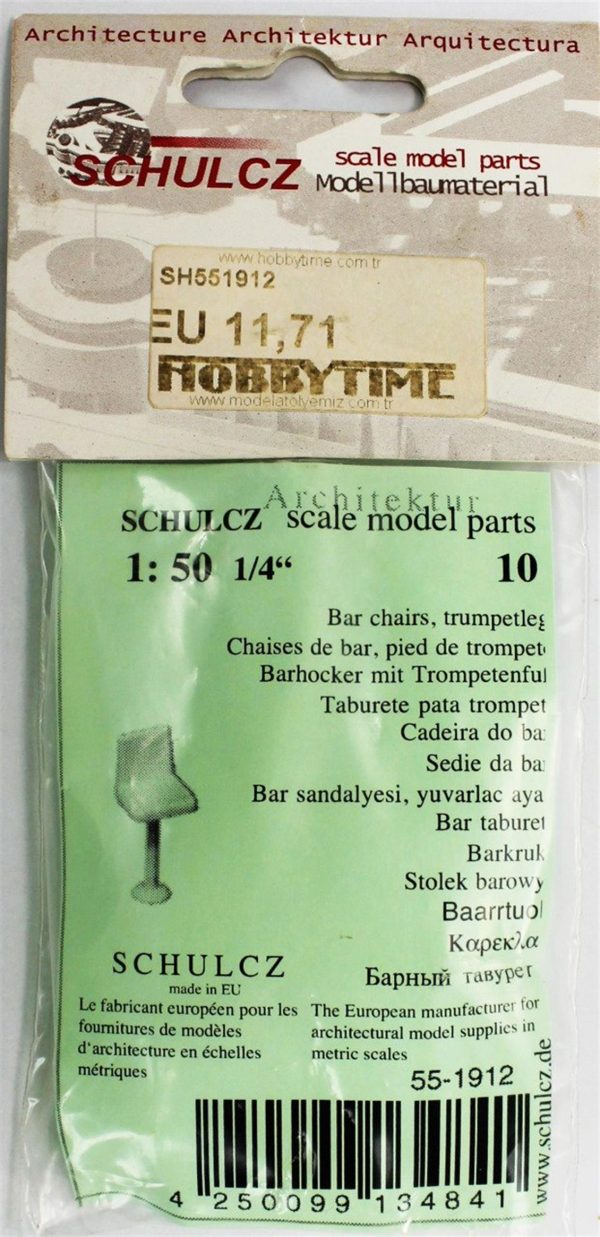 Architecture Architektur Arquitectura
SCHULCZ
scale model parts
Modellbaumaterial
www.hobbytime.com.tr
SH551912
EU 11,71
HOBBYTIME
www.modelatolyemiz.com.tr
Architektur
SCHULCZ scale model parts
1: 50 1/4“ 10
Bar chairs, trumpetleg
Chaises de bar, pied de trompet
Barhocker mit Trompetenfu
Taburete pata trompet
Cadeira do ba
Sedie da ba
Bar sandalyesi, yuvarlac aya
Bar taburet
Barkruk
Stolek barowy
Baarrtuol
Καρεκλα
Барный тавурет
SCHULCZ
made in EU
Le fabricant européen pour les
fournitures de modèles
d'architecture en échelles
métriques
The European manufacturer for
architectural model supplies in
metric scales
55-1912
www.schulcz.de
4 250099 134841